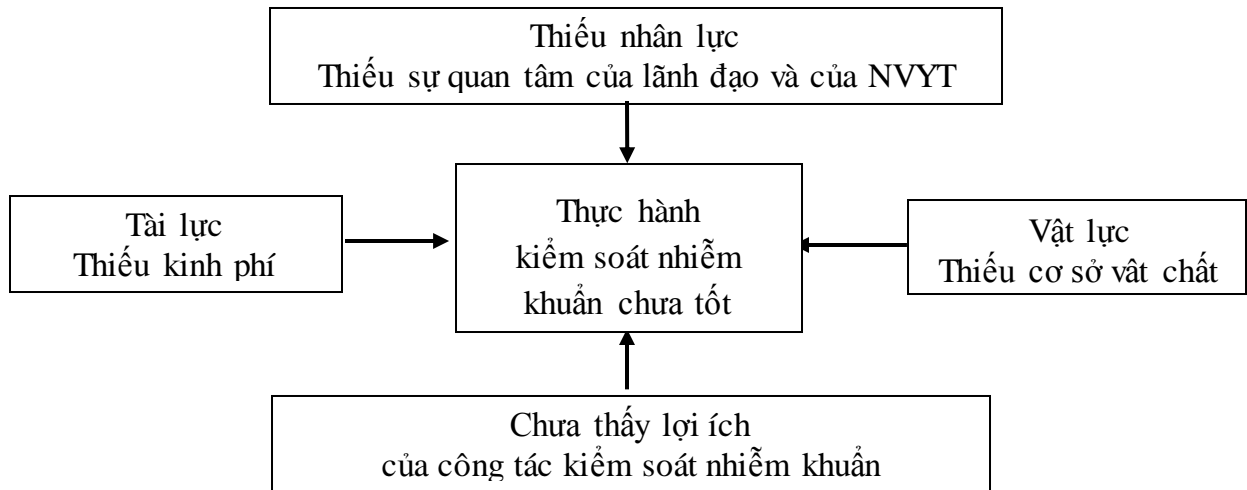 Thiếu nhân lực
Thiếu sự quan tâm của lãnh đạo và của NVYT
Tài lực
Thiếu kinh phí
Thực hành
kiểm soát nhiễm
khuẩn chưa tốt
Vật lực
Thiếu cơ sở vât chất
Chưa thấy lợi ích
của công tác kiểm soát nhiễm khuẩn